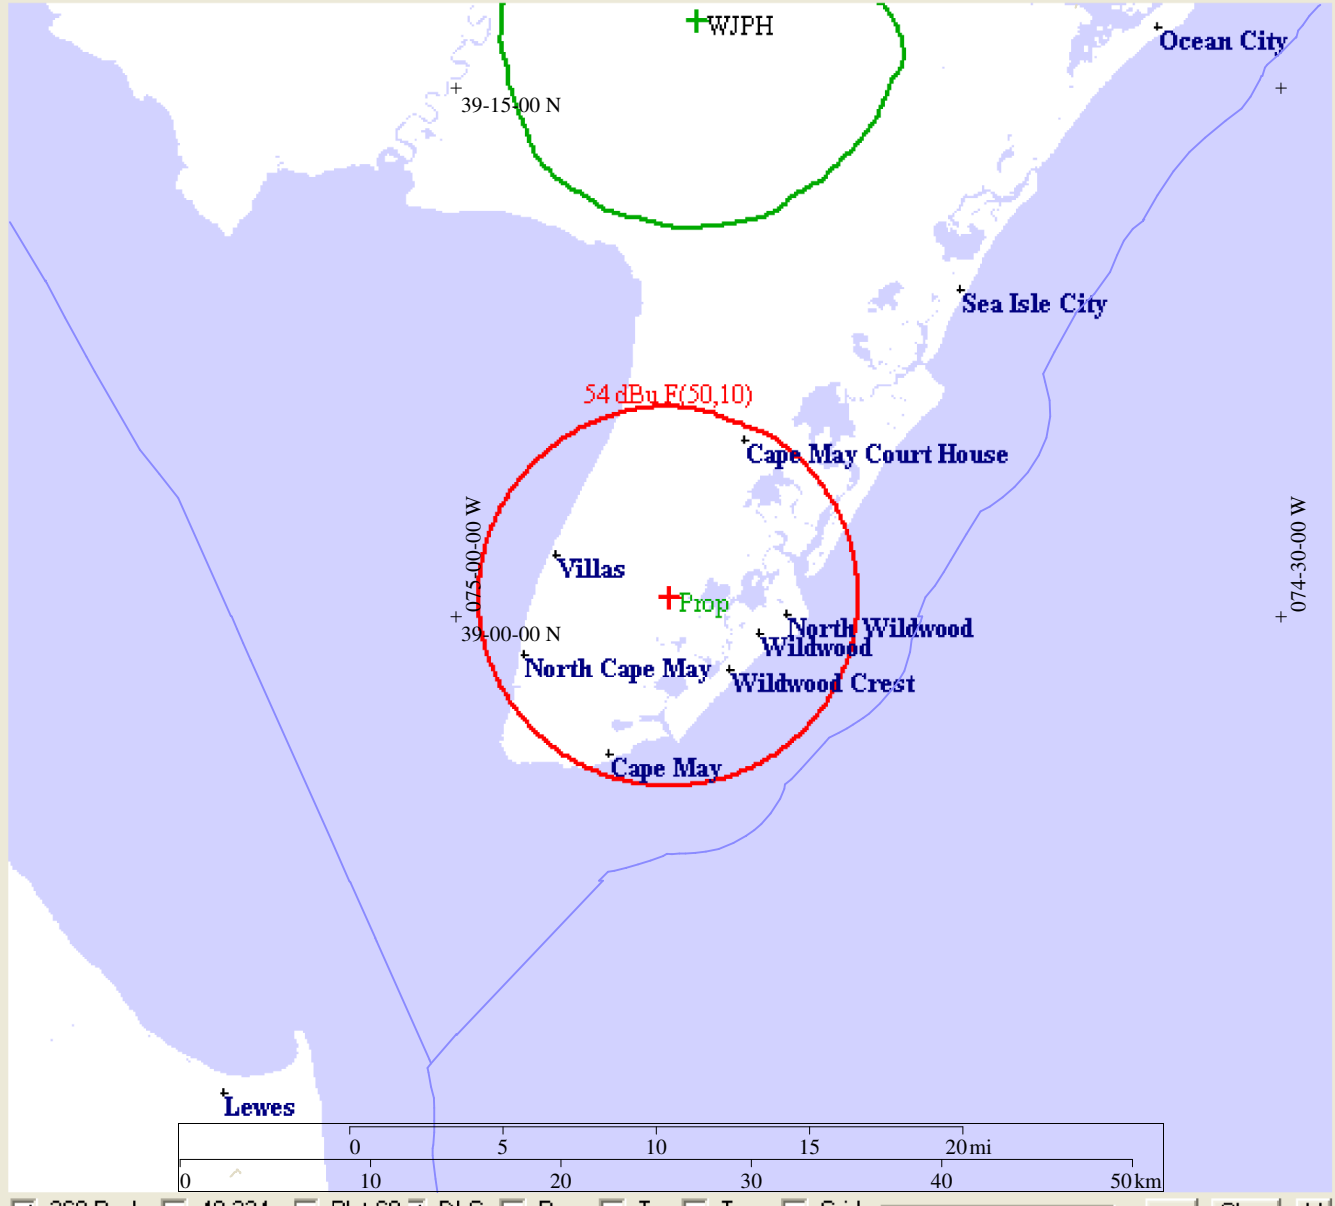 WJPH
Ocean City
39-15-00 N
Sea Isle City
54 dBu F(50,10)
Cape May Court House
075-00-00 W
074-30-00 W
Villas
Prop
39-00-00 N
North Wildwood
Wildwood
North Cape May
Wildwood Crest
Cape May
Lewes
0 5 10 15 20 mi
0 10 20 30 40 50 km